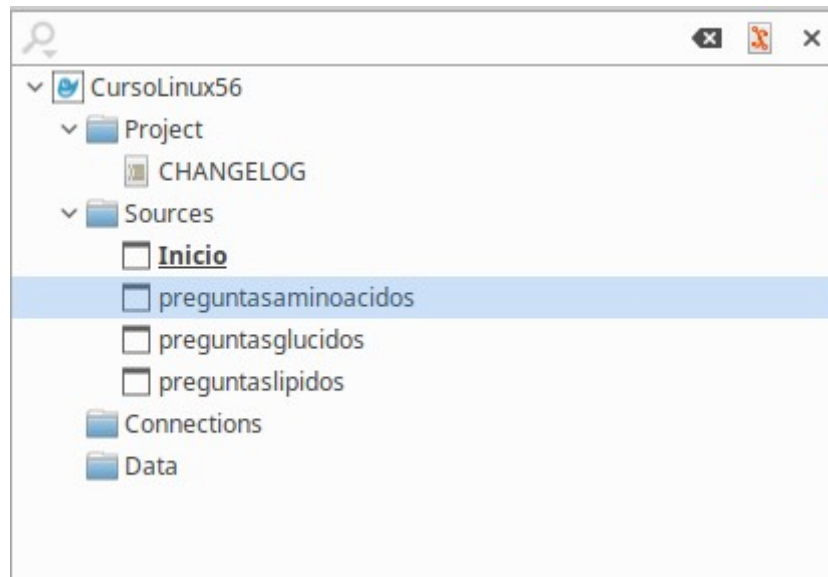 CursoLinux56
Project
CHANGELOG
Sources
Inicio
preguntasaminoacidos
preguntasglucidos
preguntaslipidos
Connections
Data